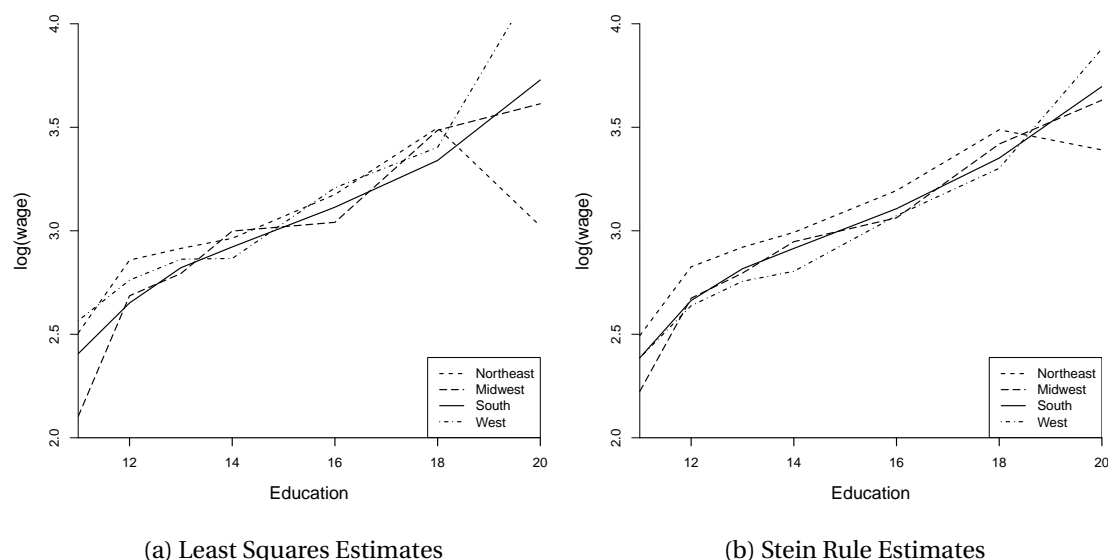 4.0
3.5
3.0
2.5
2.0
log(wage)
12 14 16 18 20
Education
Northeast
Midwest
South
West
(a) Least Squares Estimates
4.0
3.5
3.0
2.5
2.0
log(wage)
12 14 16 18 20
Education
Northeast
Midwest
South
West
(b) Stein Rule Estimates